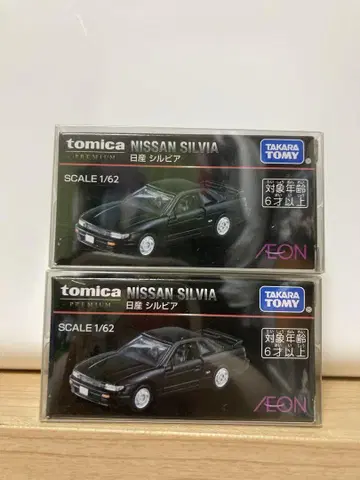 tomica NISSAN SILVIA
PREMIUM 日産 シルビア
TAKARA
TOMY
SCALE 1/62
対象年齢
6才以上
ÆON
tomica NISSAN SILVIA
PREMIUM 日産 シルビア
TAKARA
TOMY
SCALE 1/62
対象年齢
6才以上
ÆON